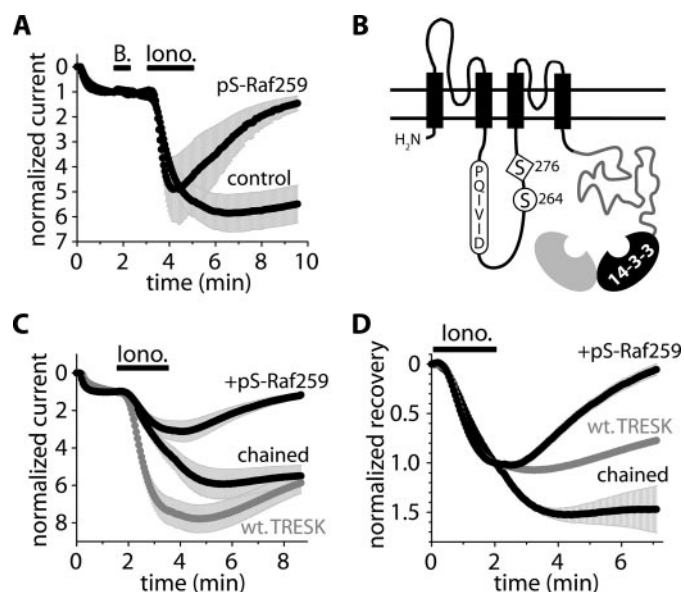 A
B. Iono.
pS-Raf259
control
normalized current
0
1
2
3
4
5
6
7
0 2 4 6 8 10
time (min)
B
H₂N
PQIVID
S 276
S 264
14-3-3
C
Iono.
+pS-Raf259
chained
wt.TRESK
normalized current
0
2
4
6
8
0 2 4 6 8
time (min)
D
Iono.
+pS-Raf259
wt.TRESK
chained
normalized recovery
0
0.5
1.0
1.5
0 2 4 6
time (min)